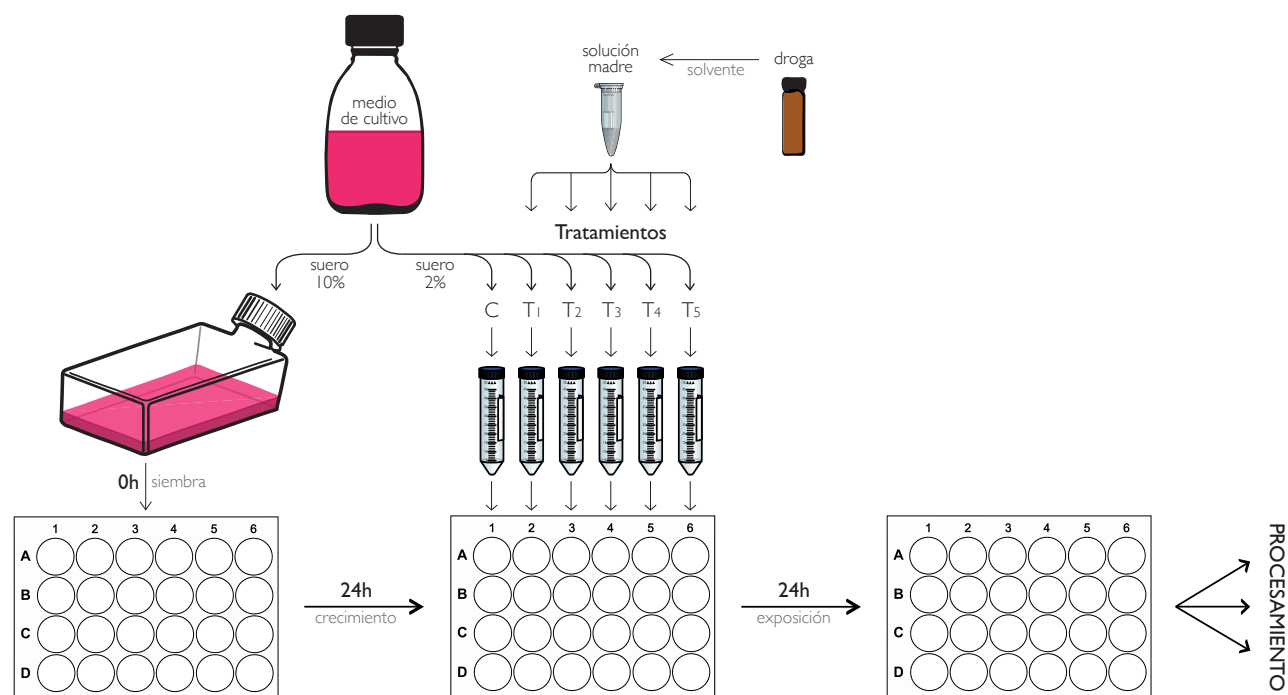 solución
madre
solvente
droga
medio
de cultivo
Tratamientos
suero
10%
suero
2%
C T1 T2 T3 T4 T5
0h siembra
1 2 3 4 5 6
A
B
C
D
24h
crecimiento
1 2 3 4 5 6
A
B
C
D
24h
exposición
1 2 3 4 5 6
A
B
C
D
PROCESAMIENTO